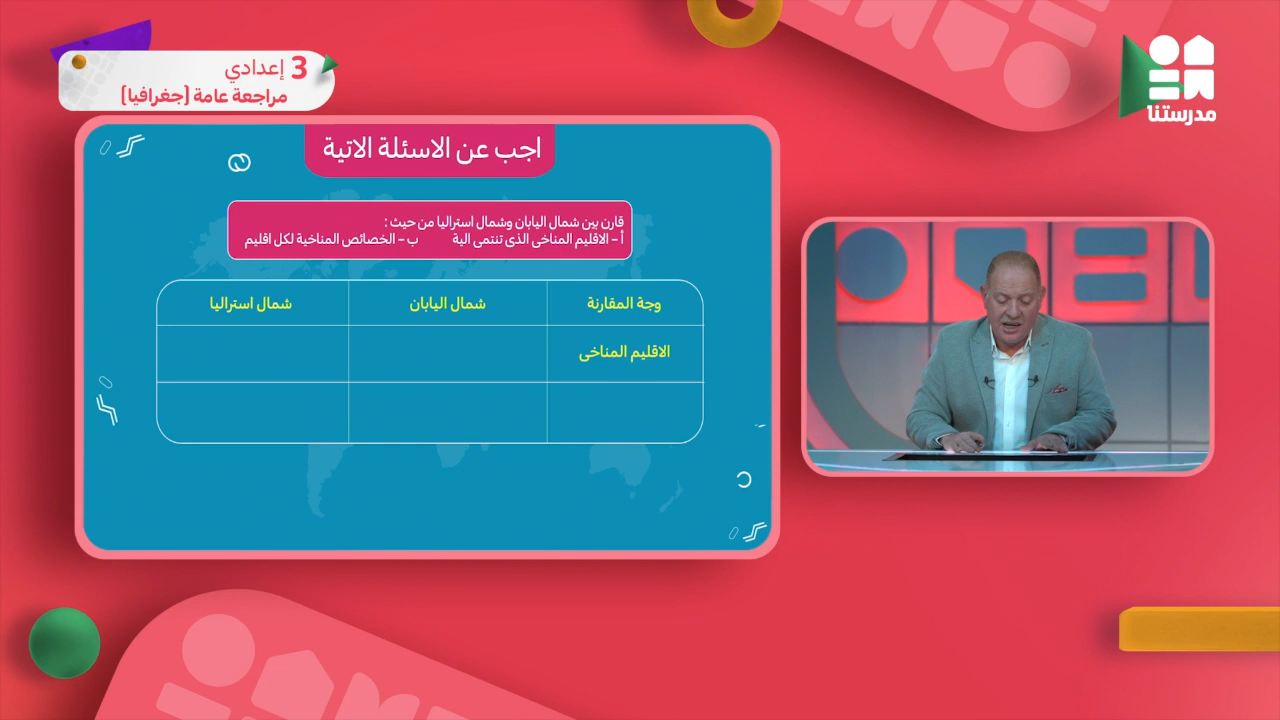 3 إعدادي
مراجعة عامة (جغرافيا)
مدرستنا
اجب عن الاسئلة الاتية
قارن بين شمال اليابان وشمال استراليا من حيث :
أ - الاقليم المناخى الذى تنتمى الية ب - الخصائص المناخية لكل اقليم
وجة المقارنة شمال اليابان شمال استراليا
الاقليم المناخى